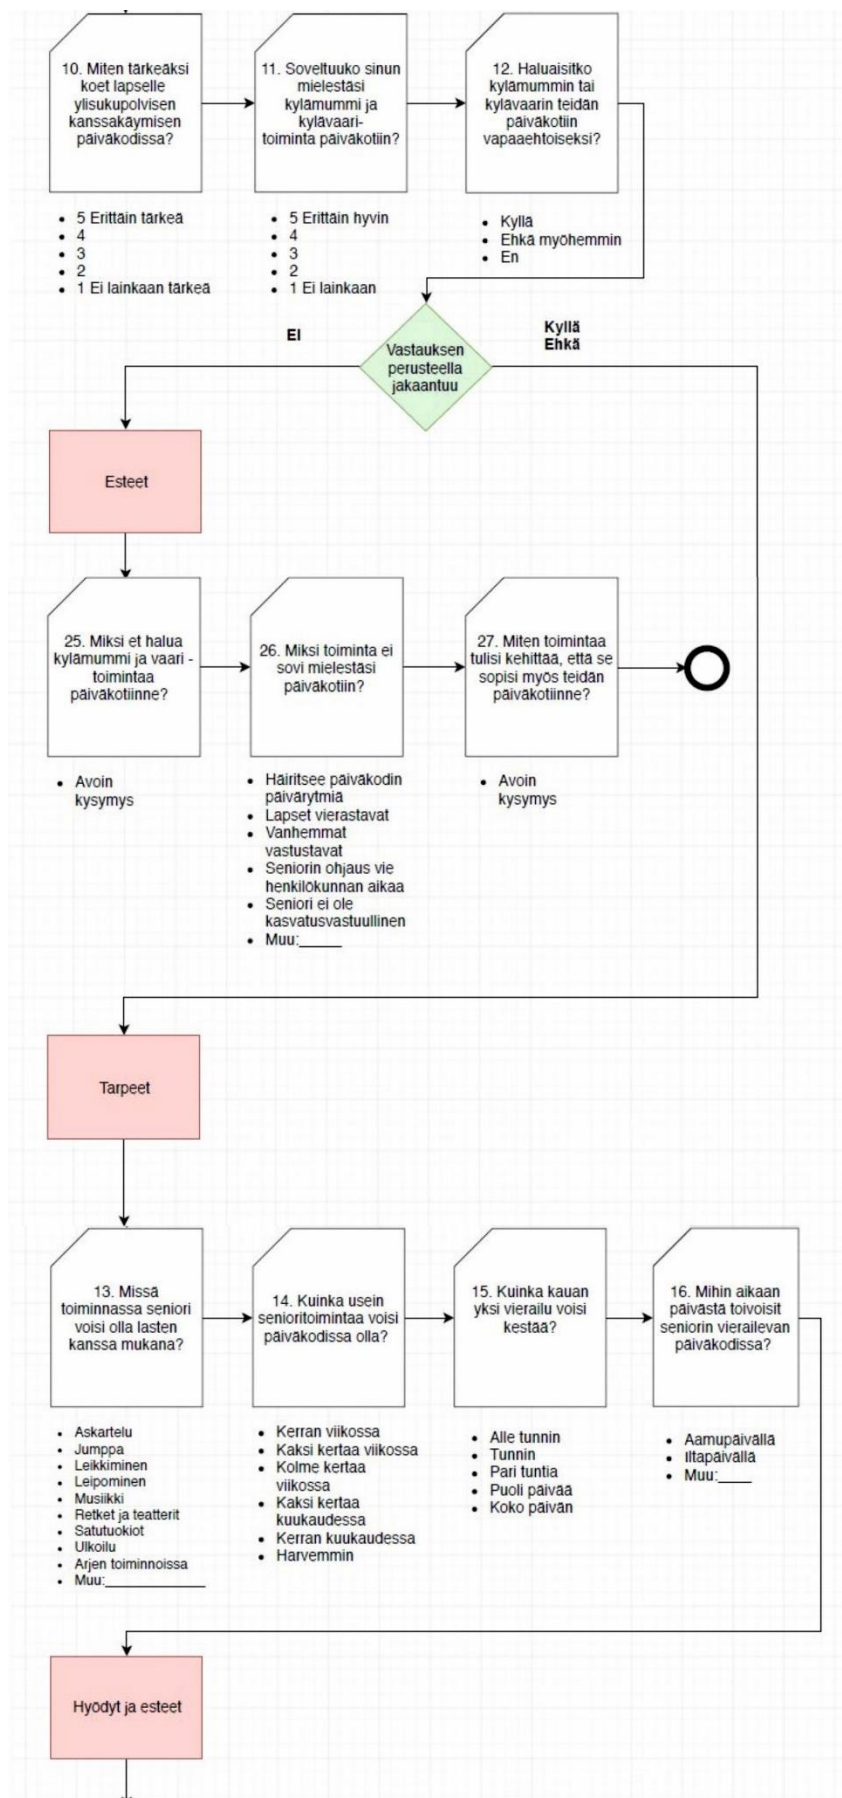 10. Miten tärkeäksi
koet lapselle
ylisukupolvisen
kanssakäymisen
päiväkodissa?
11. Soveltuuko sinun
mielestäsi
kylämummi ja
kylävaari-
toiminta päiväkotiin?
12. Haluaisitko
kylämummin tai
kylävaarin teidän
päiväkotiin
vapaaehtoiseksi?
• 5 Erittäin tärkeä
• 4
• 3
• 2
• 1 Ei lainkaan tärkeä
• 5 Erittäin hyvin
• 4
• 3
• 2
• 1 Ei lainkaan
• Kyllä
• Ehkä myöhemmin
• En
EI
Kyllä
Ehkä
Vastauksen
perusteella
jakaantuu
Esteet
25. Miksi et halua
kylämummi ja vaari -
toimintaa
päiväkotiinne?
26. Miksi toiminta ei
sovi mielestäsi
päiväkotiin?
27. Miten toimintaa
tulisi kehittää, että se
sopisi myös teidän
päiväkotiinne?
• Avoin
kysymys
• Häiritsee päiväkodin
päivärytmiä
• Lapset vierastavat
• Vanhemmat
vastustavat
• Seniorin ohjaus vie
henkilökunnan aikaa
• Seniori ei ole
kasvatusvastuullinen
• Muu:_____
• Avoin
kysymys
Tarpeet
13. Missä
toiminnassa seniori
voisi olla lasten
kanssa mukana?
14. Kuinka usein
senioritoimintaa voisi
päiväkodissa olla?
15. Kuinka kauan
yksi vierailu voisi
kestää?
16. Mihin aikaan
päivästä toivoisit
seniorin vierailevan
päiväkodissa?
• Askartelu
• Jumppa
• Leikkiminen
• Leipominen
• Musiikki
• Retket ja teatterit
• Satutuokiot
• Ulkoilu
• Arjen toiminnoissa
• Muu:_____________
• Kerran viikossa
• Kaksi kertaa viikossa
• Kolme kertaa
viikossa
• Kaksi kertaa
kuukaudessa
• Kerran kuukaudessa
• Harvemmin
• Alle tunnin
• Tunnin
• Pari tuntia
• Puoli päivää
• Koko päivän
• Aamupäivällä
• Iltapäivällä
• Muu:____
Hyödyt ja esteet